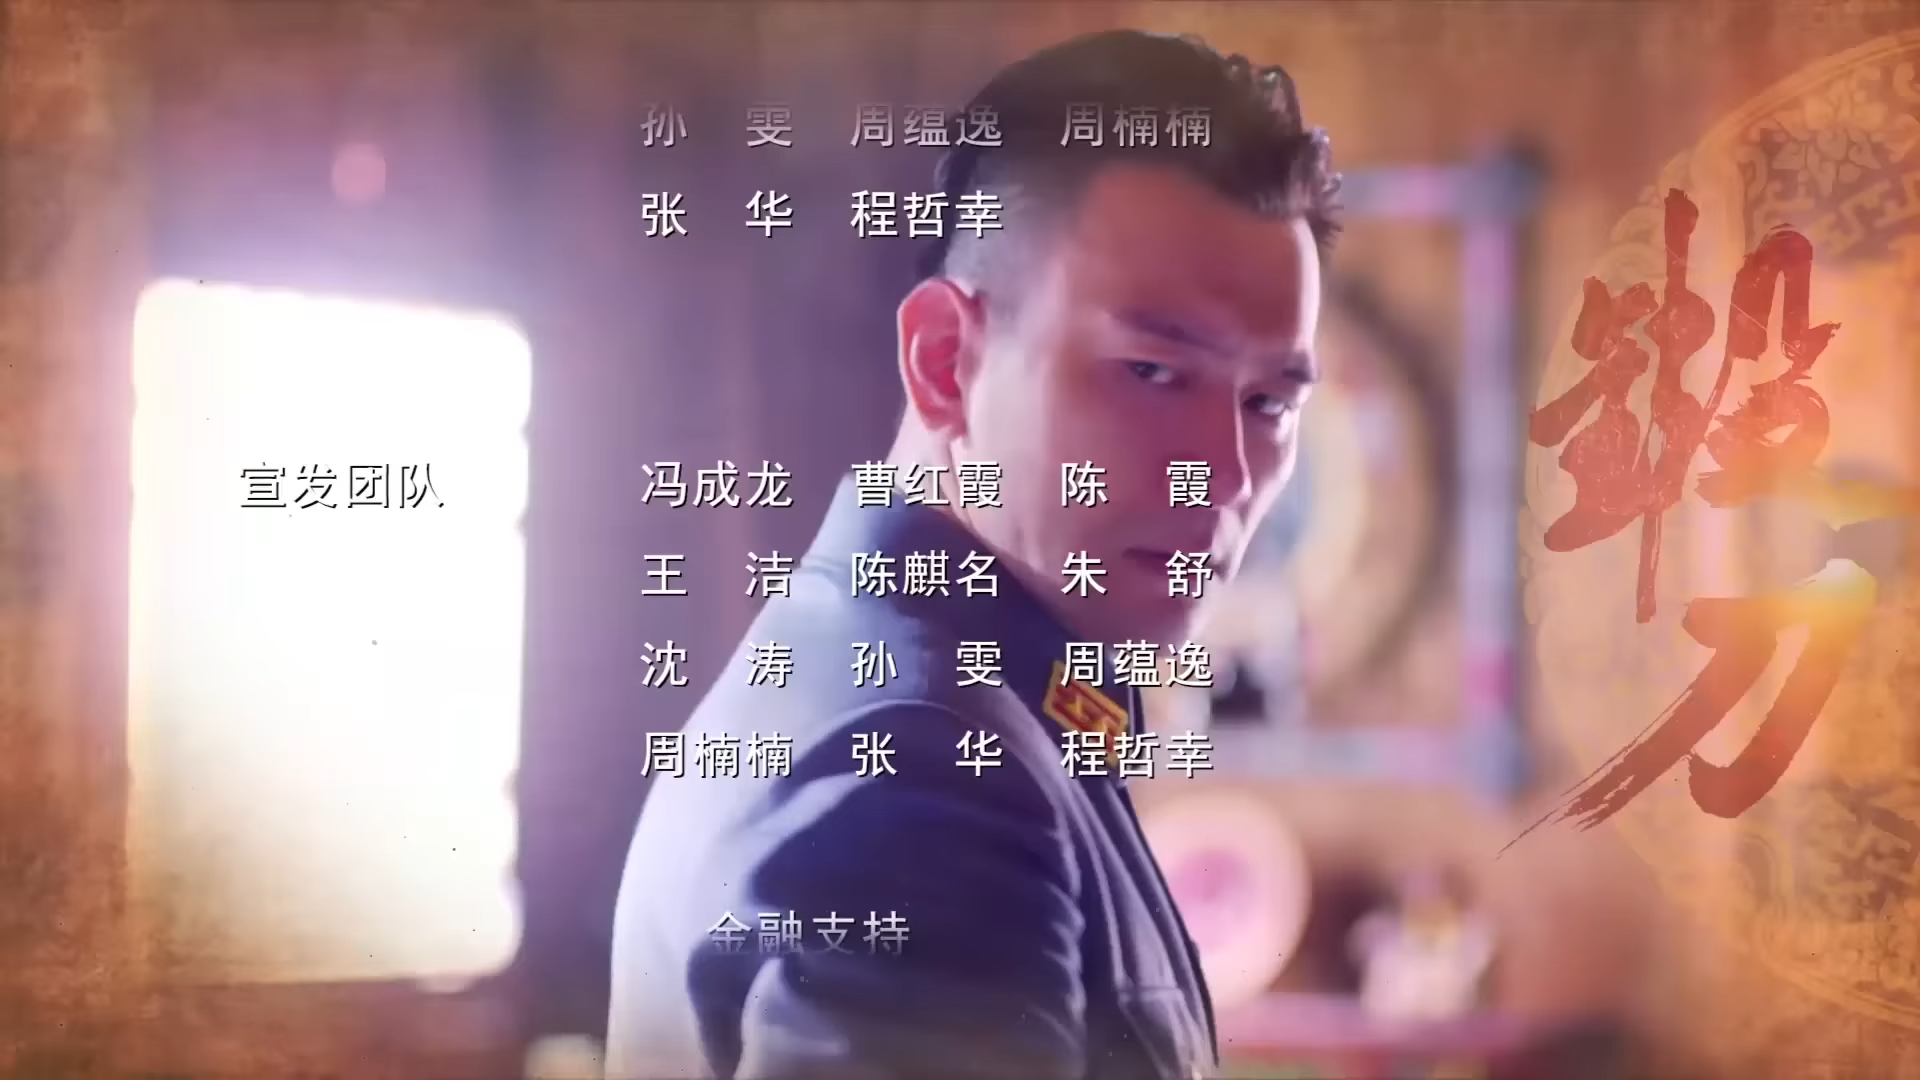 孙　雯　周蕴逸　周楠楠
张　华　程哲幸
宣发团队　冯成龙　曹红霞　陈　霞
王　洁　陈麒名　朱　舒
沈　涛　孙　雯　周蕴逸
周楠楠　张　华　程哲幸
金融支持